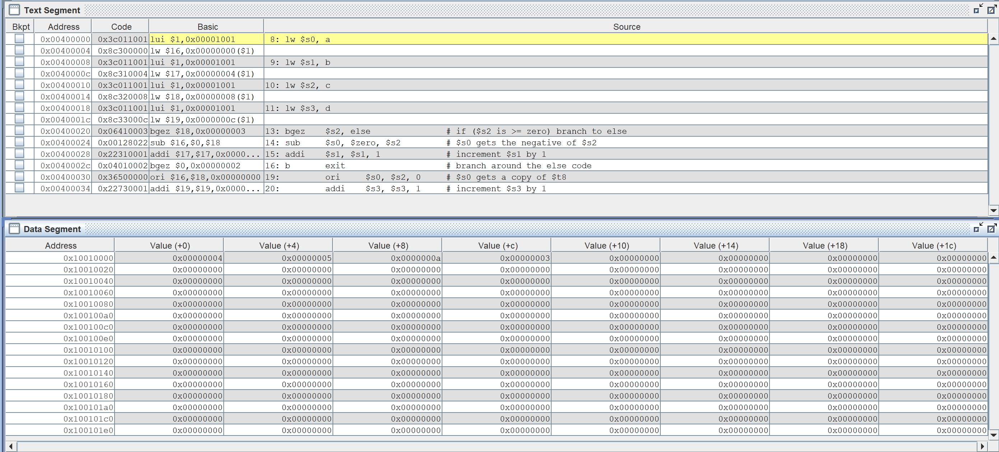 Text Segment
Bkpt Address Code Basic Source
0x00400000 0x3c011001 lui $1,0x00001001 8: lw $s0, a
0x00400004 0x8c300000 lw $16,0x00000000($1)
0x00400008 0x3c011001 lui $1,0x00001001 9: lw $s1, b
0x0040000c 0x8c310004 lw $17,0x00000004($1)
0x00400010 0x3c011001 lui $1,0x00001001 10: lw $s2, c
0x00400014 0x8c320008 lw $18,0x00000008($1)
0x00400018 0x3c011001 lui $1,0x00001001 11: lw $s3, d
0x0040001c 0x8c33000c lw $19,0x0000000c($1)
0x00400020 0x06410003 bgez $18,0x00000003 13: bgez $s2, else # if ($s2 is >= zero) branch to else
0x00400024 0x00128022 sub $16,$0,$18 14: sub $s0, $zero, $s2 # $s0 gets the negative of $s2
0x00400028 0x22310001 addi $17,$17,0x0000... 15: addi $s1, $s1, 1 # increment $s1 by 1
0x0040002c 0x04010002 bgez $0,0x00000002 16: b exit # branch around the else code
0x00400030 0x36500000 ori $16,$18,0x00000000 19: ori $s0, $s2, 0 # $s0 gets a copy of $t8
0x00400034 0x22730001 addi $19,$19,0x0000... 20: addi $s3, $s3, 1 # increment $s3 by 1
Data Segment
Address Value (+0) Value (+4) Value (+8) Value (+c) Value (+10) Value (+14) Value (+18) Value (+1c)
0x10010000 0x00000004 0x00000005 0x0000000a 0x00000003 0x00000000 0x00000000 0x00000000 0x00000000
0x10010020 0x00000000 0x00000000 0x00000000 0x00000000 0x00000000 0x00000000 0x00000000 0x00000000
0x10010040 0x00000000 0x00000000 0x00000000 0x00000000 0x00000000 0x00000000 0x00000000 0x00000000
0x10010060 0x00000000 0x00000000 0x00000000 0x00000000 0x00000000 0x00000000 0x00000000 0x00000000
0x10010080 0x00000000 0x00000000 0x00000000 0x00000000 0x00000000 0x00000000 0x00000000 0x00000000
0x100100a0 0x00000000 0x00000000 0x00000000 0x00000000 0x00000000 0x00000000 0x00000000 0x00000000
0x100100c0 0x00000000 0x00000000 0x00000000 0x00000000 0x00000000 0x00000000 0x00000000 0x00000000
0x100100e0 0x00000000 0x00000000 0x00000000 0x00000000 0x00000000 0x00000000 0x00000000 0x00000000
0x10010100 0x00000000 0x00000000 0x00000000 0x00000000 0x00000000 0x00000000 0x00000000 0x00000000
0x10010120 0x00000000 0x00000000 0x00000000 0x00000000 0x00000000 0x00000000 0x00000000 0x00000000
0x10010140 0x00000000 0x00000000 0x00000000 0x00000000 0x00000000 0x00000000 0x00000000 0x00000000
0x10010160 0x00000000 0x00000000 0x00000000 0x00000000 0x00000000 0x00000000 0x00000000 0x00000000
0x10010180 0x00000000 0x00000000 0x00000000 0x00000000 0x00000000 0x00000000 0x00000000 0x00000000
0x100101a0 0x00000000 0x00000000 0x00000000 0x00000000 0x00000000 0x00000000 0x00000000 0x00000000
0x100101c0 0x00000000 0x00000000 0x00000000 0x00000000 0x00000000 0x00000000 0x00000000 0x00000000
0x100101e0 0x00000000 0x00000000 0x00000000 0x00000000 0x00000000 0x00000000 0x00000000 0x00000000